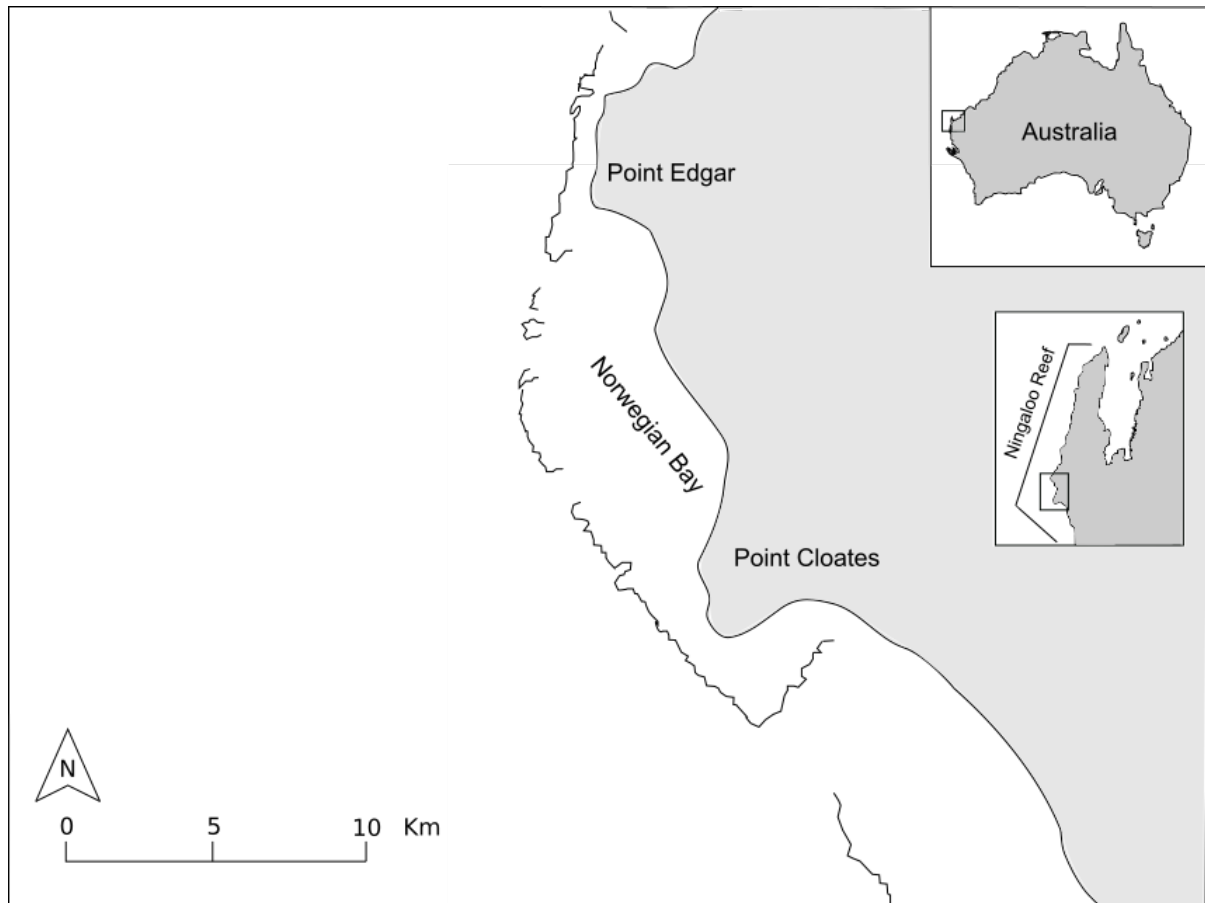 Australia
Point Edgar
Ningaloo Reef
Norwegian Bay
Point Cloates
N
0 5 10 Km